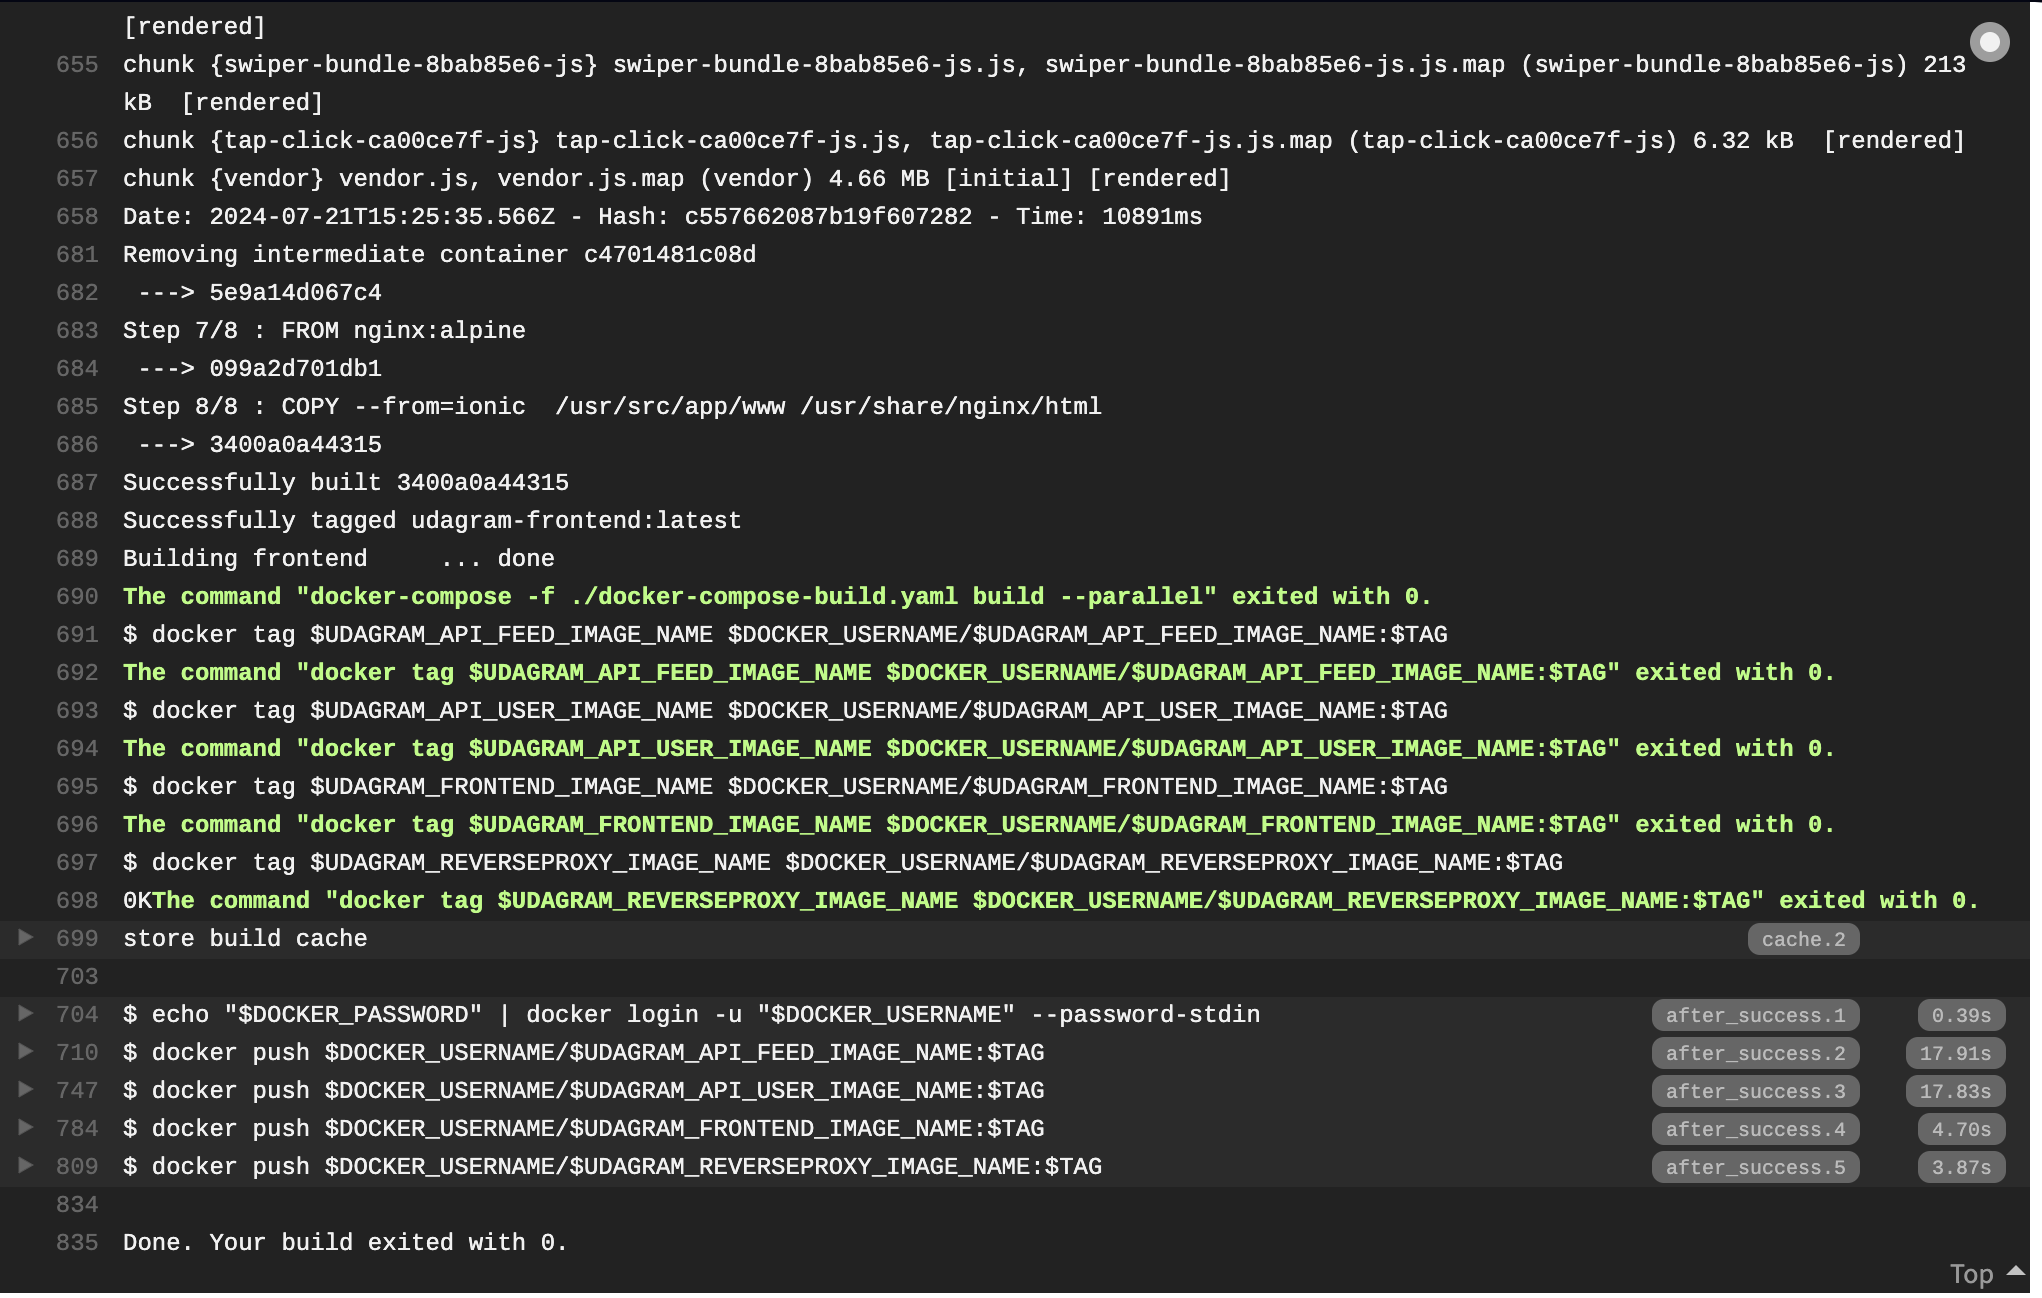 [rendered]
655 chunk {swiper-bundle-8bab85e6-js} swiper-bundle-8bab85e6-js.js, swiper-bundle-8bab85e6-js.js.map (swiper-bundle-8bab85e6-js) 213
kB  [rendered]
656 chunk {tap-click-ca00ce7f-js} tap-click-ca00ce7f-js.js, tap-click-ca00ce7f-js.js.map (tap-click-ca00ce7f-js) 6.32 kB  [rendered]
657 chunk {vendor} vendor.js, vendor.js.map (vendor) 4.66 MB [initial] [rendered]
658 Date: 2024-07-21T15:25:35.566Z - Hash: c557662087b19f607282 - Time: 10891ms
681 Removing intermediate container c4701481c08d
682  ---> 5e9a14d067c4
683 Step 7/8 : FROM nginx:alpine
684  ---> 099a2d701db1
685 Step 8/8 : COPY --from=ionic  /usr/src/app/www /usr/share/nginx/html
686  ---> 3400a0a44315
687 Successfully built 3400a0a44315
688 Successfully tagged udagram-frontend:latest
689 Building frontend     ... done
690 The command "docker-compose -f ./docker-compose-build.yaml build --parallel" exited with 0.
691 $ docker tag $UDAGRAM_API_FEED_IMAGE_NAME $DOCKER_USERNAME/$UDAGRAM_API_FEED_IMAGE_NAME:$TAG
692 The command "docker tag $UDAGRAM_API_FEED_IMAGE_NAME $DOCKER_USERNAME/$UDAGRAM_API_FEED_IMAGE_NAME:$TAG" exited with 0.
693 $ docker tag $UDAGRAM_API_USER_IMAGE_NAME $DOCKER_USERNAME/$UDAGRAM_API_USER_IMAGE_NAME:$TAG
694 The command "docker tag $UDAGRAM_API_USER_IMAGE_NAME $DOCKER_USERNAME/$UDAGRAM_API_USER_IMAGE_NAME:$TAG" exited with 0.
695 $ docker tag $UDAGRAM_FRONTEND_IMAGE_NAME $DOCKER_USERNAME/$UDAGRAM_FRONTEND_IMAGE_NAME:$TAG
696 The command "docker tag $UDAGRAM_FRONTEND_IMAGE_NAME $DOCKER_USERNAME/$UDAGRAM_FRONTEND_IMAGE_NAME:$TAG" exited with 0.
697 $ docker tag $UDAGRAM_REVERSEPROXY_IMAGE_NAME $DOCKER_USERNAME/$UDAGRAM_REVERSEPROXY_IMAGE_NAME:$TAG
698 0KThe command "docker tag $UDAGRAM_REVERSEPROXY_IMAGE_NAME $DOCKER_USERNAME/$UDAGRAM_REVERSEPROXY_IMAGE_NAME:$TAG" exited with 0.
699 store build cache cache.2
703
704 $ echo "$DOCKER_PASSWORD" | docker login -u "$DOCKER_USERNAME" --password-stdin after_success.1 0.39s
710 $ docker push $DOCKER_USERNAME/$UDAGRAM_API_FEED_IMAGE_NAME:$TAG after_success.2 17.91s
747 $ docker push $DOCKER_USERNAME/$UDAGRAM_API_USER_IMAGE_NAME:$TAG after_success.3 17.83s
784 $ docker push $DOCKER_USERNAME/$UDAGRAM_FRONTEND_IMAGE_NAME:$TAG after_success.4 4.70s
809 $ docker push $DOCKER_USERNAME/$UDAGRAM_REVERSEPROXY_IMAGE_NAME:$TAG after_success.5 3.87s
834
835 Done. Your build exited with 0.
Top